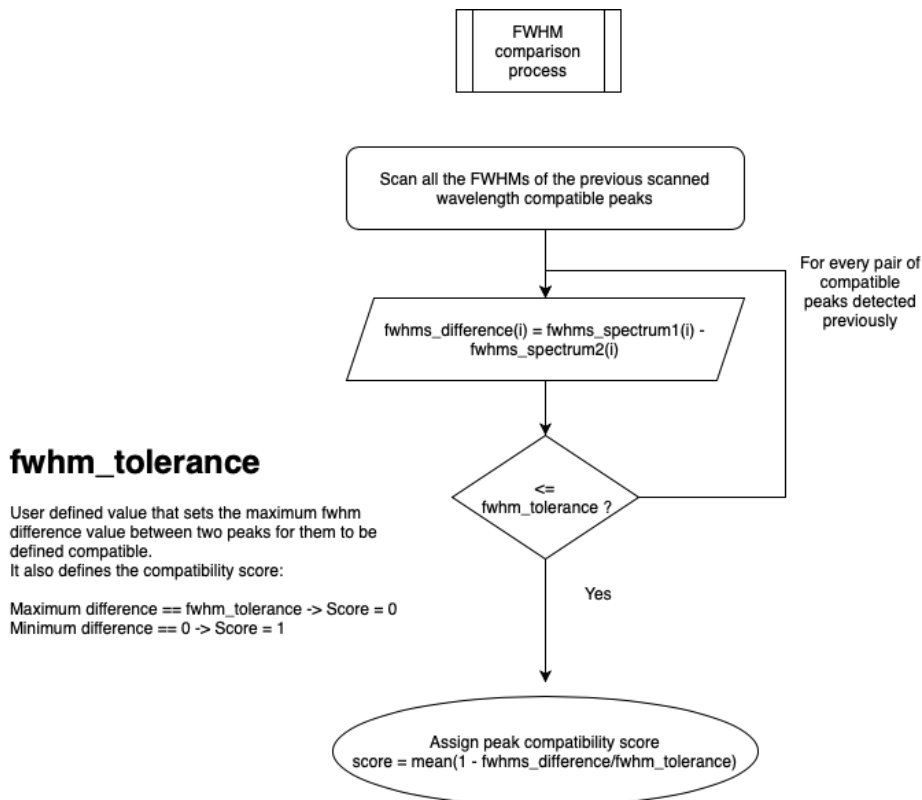 FWHM
comparison
process
Scan all the FWHMs of the previous scanned
wavelength compatible peaks
For every pair of
compatible
peaks detected
previously
fwhms_difference(i) = fwhms_spectrum1(i) -
fwhms_spectrum2(i)
<=
fwhm_tolerance ?
fwhm_tolerance
User defined value that sets the maximum fwhm
difference value between two peaks for them to be
defined compatible.
It also defines the compatibility score:
Maximum difference == fwhm_tolerance -> Score = 0
Minimum difference == 0 -> Score = 1
Yes
Assign peak compatibility score
score = mean(1 - fwhms_difference/fwhm_tolerance)